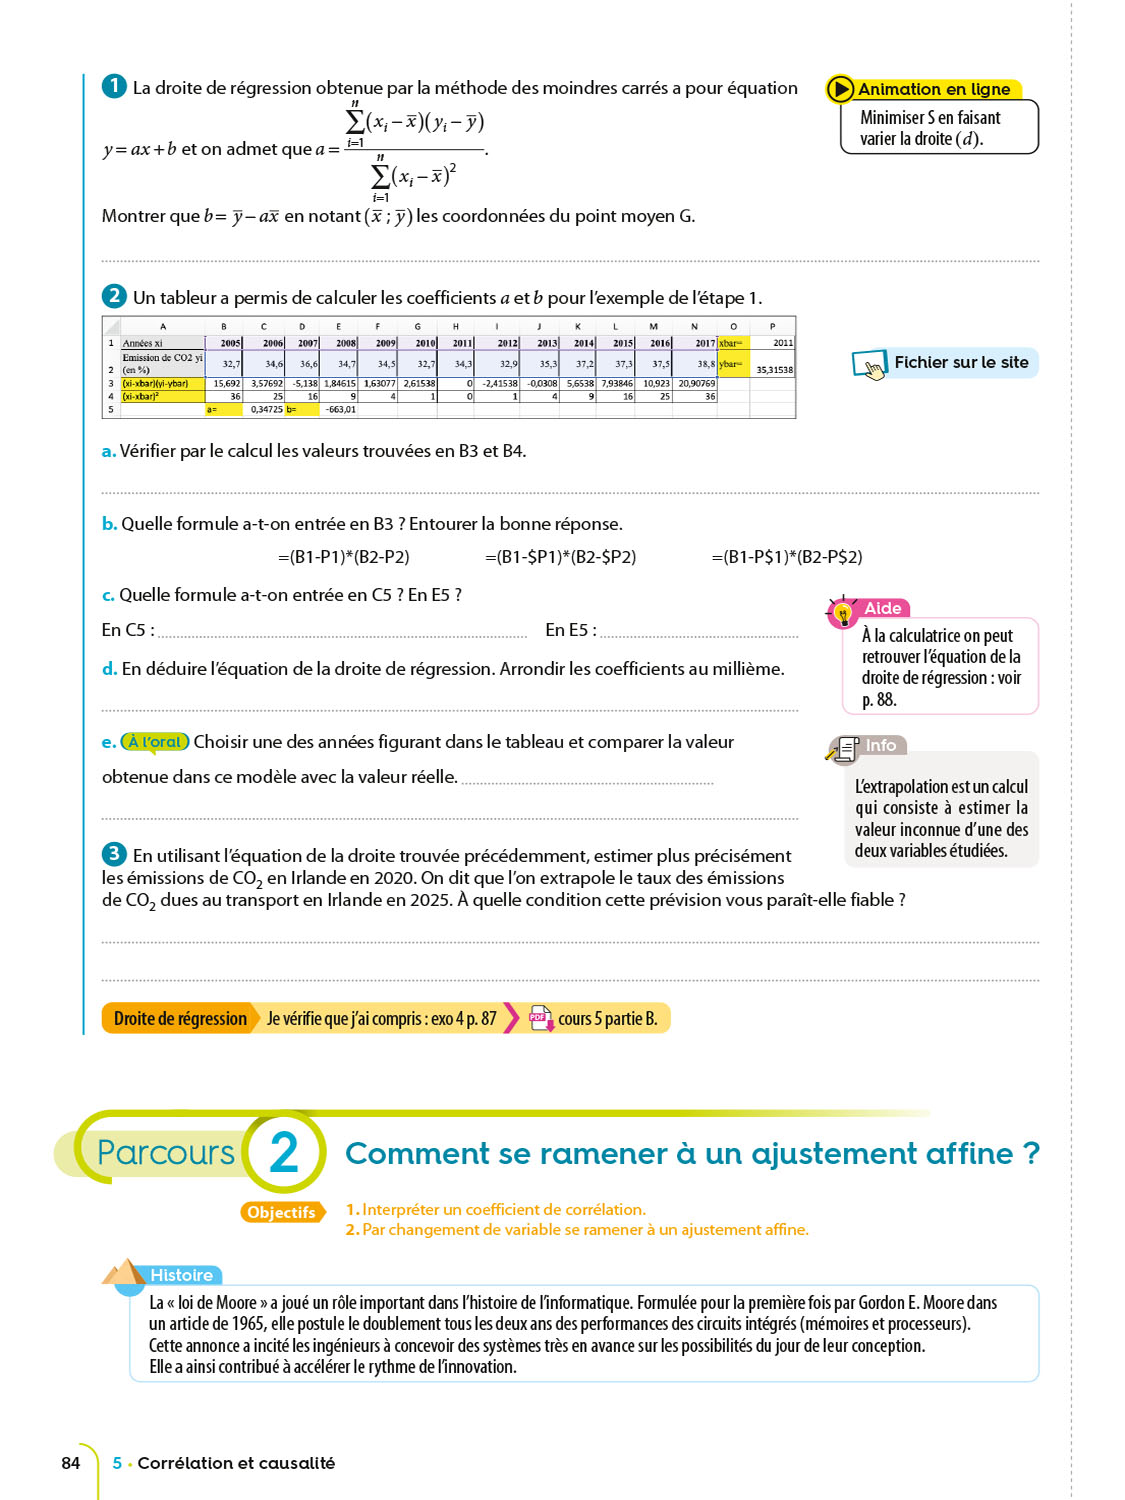 1 La droite de régression obtenue par la méthode des moindres carrés a pour équation
y = ax + b et on admet que a = \frac{\sum_{i=1}^{n}(x_i – \bar{x})(y_i – \bar{y})}{\sum_{i=1}^{n}(x_i – \bar{x})^2}.
Montrer que b = \bar{y} – a\bar{x} en notant (\bar{x} ; \bar{y}) les coordonnées du point moyen G.
Animation en ligne
Minimiser S en faisant
varier la droite (d).
2 Un tableur a permis de calculer les coefficients a et b pour l’exemple de l’étape 1.
A B C D E F G H I J K L M N O P
1 Années xi 2005 2006 2007 2008 2009 2010 2011 2012 2013 2014 2015 2016 2017 xbar= 2011
Emission de CO2 yi
2 (en %) 32,7 34,6 36,6 34,7 34,5 32,7 34,3 32,9 35,3 37,2 37,3 37,5 38,8 ybar= 35,31538
3 (xi-xbar)(yi-ybar) 15,692 3,57692 -5,138 1,84615 1,63077 2,61538 0 -2,41538 -0,0308 5,6538 7,93846 10,923 20,90769
4 (xi-xbar)² 36 25 16 9 4 1 0 1 4 9 16 25 36
5 a= 0,34725 b= -663,01
Fichier sur le site
a. Vérifier par le calcul les valeurs trouvées en B3 et B4.
b. Quelle formule a-t-on entrée en B3 ? Entourer la bonne réponse.
=(B1-P1)*(B2-P2) =(B1-$P1)*(B2-$P2) =(B1-P$1)*(B2-P$2)
c. Quelle formule a-t-on entrée en C5 ? En E5 ?
En C5 : En E5 :
d. En déduire l’équation de la droite de régression. Arrondir les coefficients au millième.
Aide
À la calculatrice on peut
retrouver l’équation de la
droite de régression : voir
p. 88.
e. À l’oral Choisir une des années figurant dans le tableau et comparer la valeur
obtenue dans ce modèle avec la valeur réelle.
Info
L’extrapolation est un calcul
qui consiste à estimer la
valeur inconnue d’une des
deux variables étudiées.
3 En utilisant l’équation de la droite trouvée précédemment, estimer plus précisément
les émissions de CO₂ en Irlande en 2020. On dit que l’on extrapole le taux des émissions
de CO₂ dues au transport en Irlande en 2025. À quelle condition cette prévision vous paraît-elle fiable ?
Droite de régression Je vérifie que j’ai compris : exo 4 p. 87 PDF cours 5 partie B.
Parcours 2 Comment se ramener à un ajustement affine ?
Objectifs
1. Interpréter un coefficient de corrélation.
2. Par changement de variable se ramener à un ajustement affine.
Histoire
La « loi de Moore » a joué un rôle important dans l’histoire de l’informatique. Formulée pour la première fois par Gordon E. Moore dans
un article de 1965, elle postule le doublement tous les deux ans des performances des circuits intégrés (mémoires et processeurs).
Cette annonce a incité les ingénieurs à concevoir des systèmes très en avance sur les possibilités du jour de leur conception.
Elle a ainsi contribué à accélérer le rythme de l’innovation.
84 5 • Corrélation et causalité